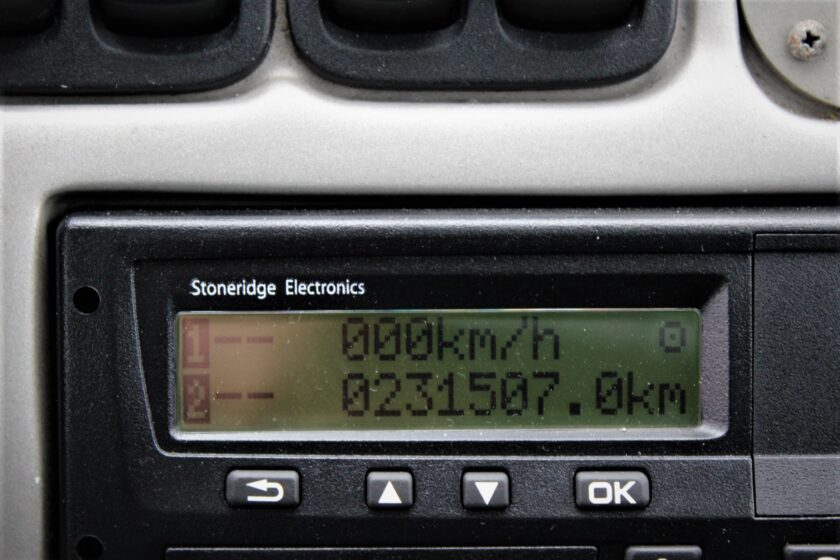 Stoneridge Electronics
1-- 000km/h
2-- 0231507.0km
OK